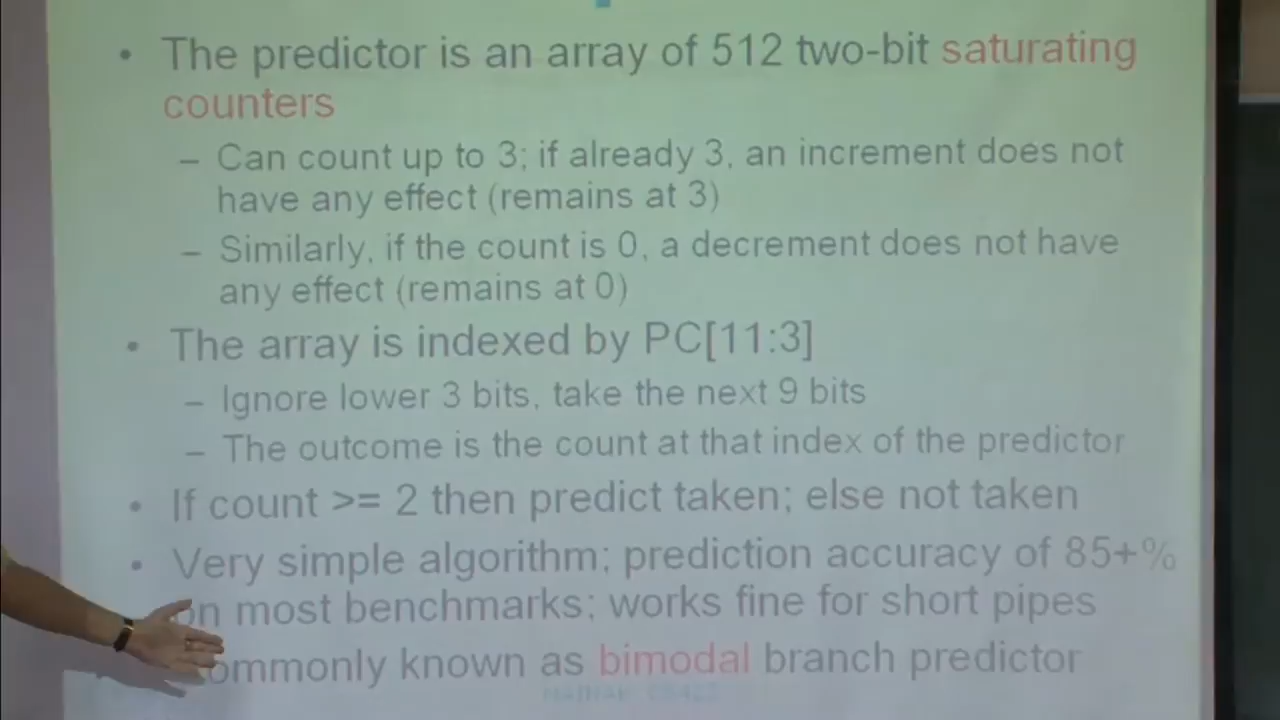 • The predictor is an array of 512 two-bit saturating
counters
– Can count up to 3; if already 3, an increment does not
have any effect (remains at 3)
– Similarly, if the count is 0, a decrement does not have
any effect (remains at 0)
• The array is indexed by PC[11:3]
– Ignore lower 3 bits, take the next 9 bits
– The outcome is the count at that index of the predictor
• If count >= 2 then predict taken; else not taken
• Very simple algorithm; prediction accuracy of 85+%
on most benchmarks; works fine for short pipes
ommonly known as bimodal branch predictor